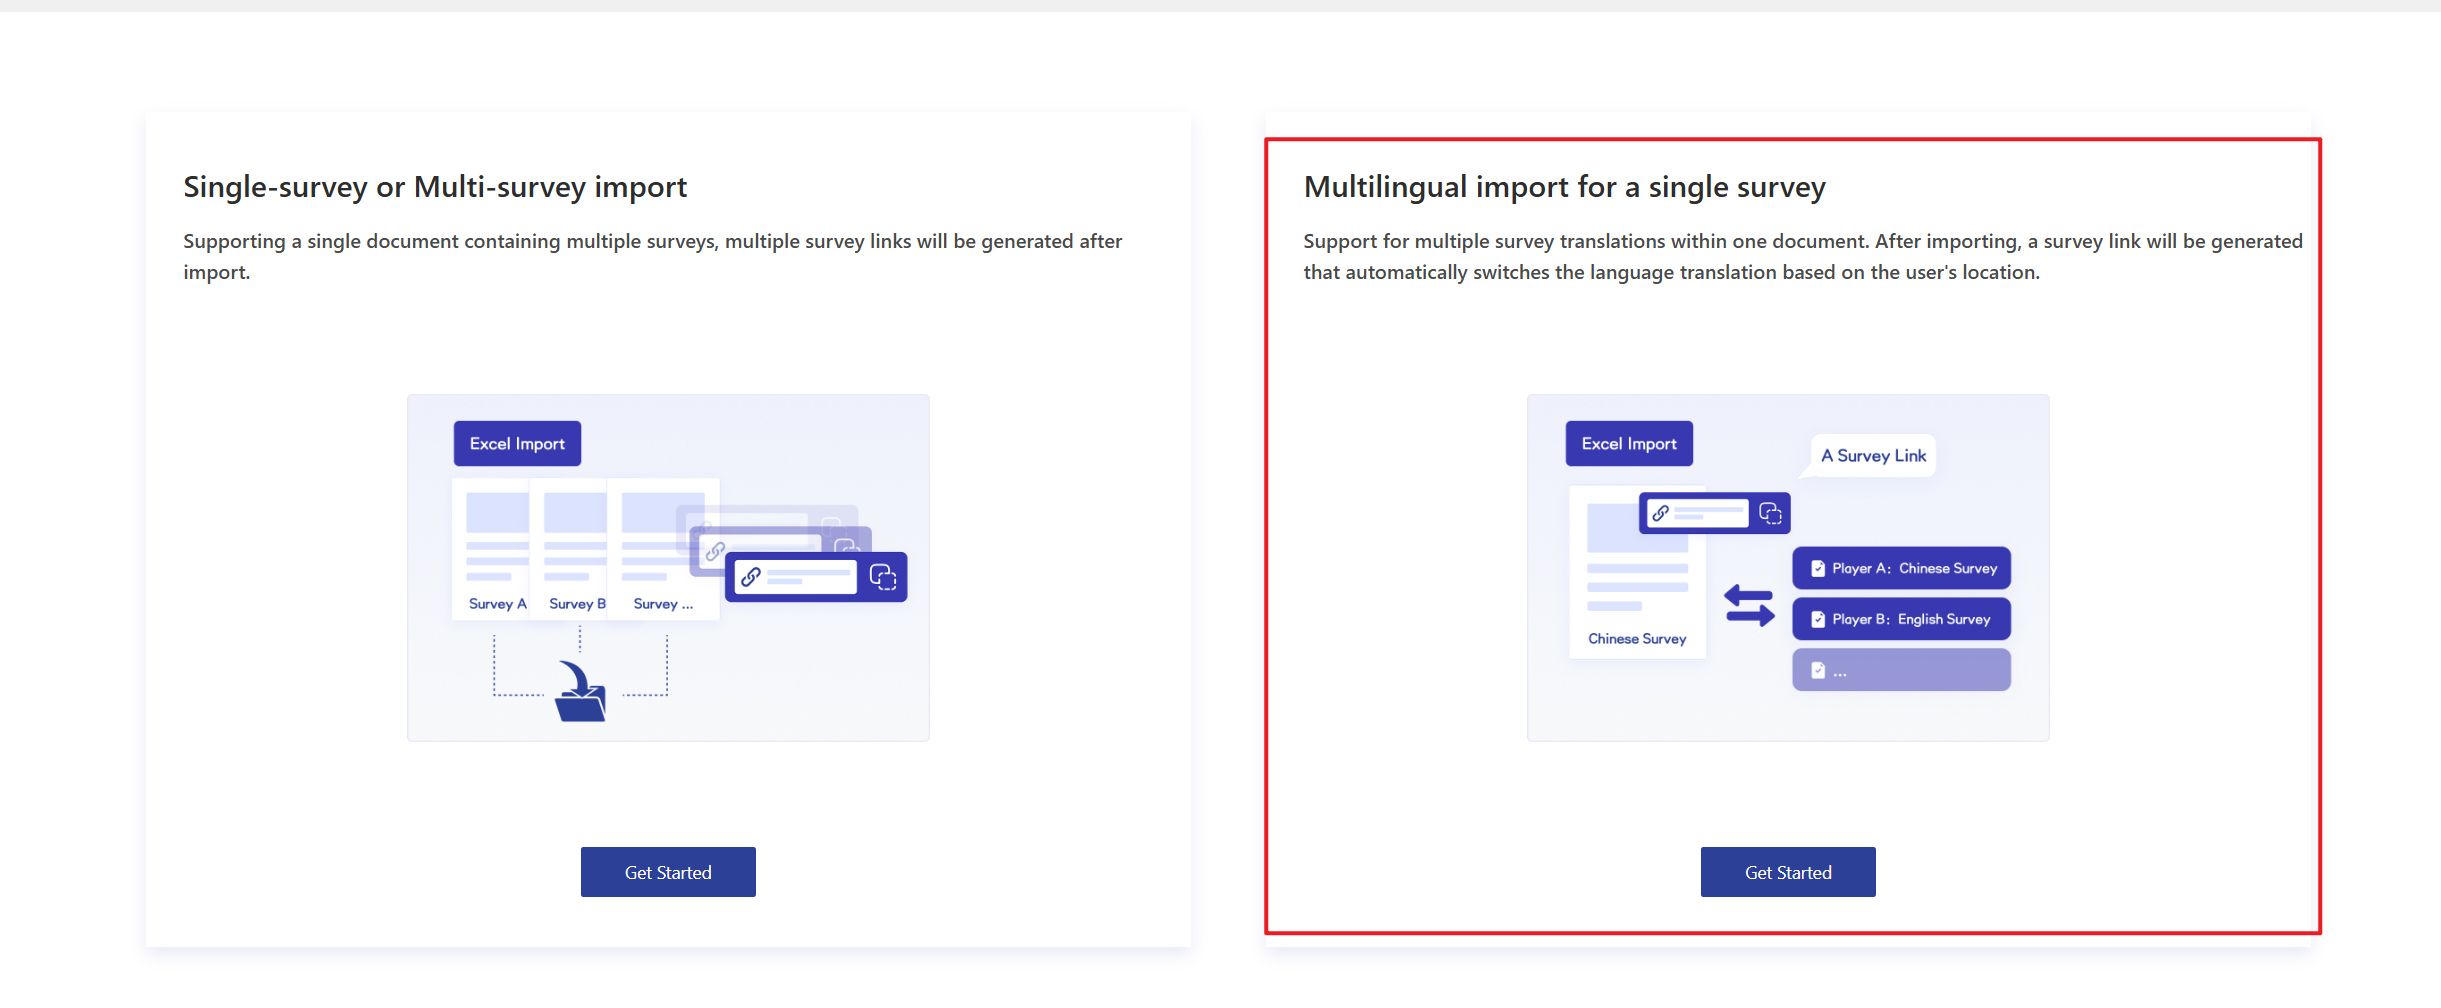 Single-survey or Multi-survey import
Supporting a single document containing multiple surveys, multiple survey links will be generated after
import.
Excel Import
Survey A
Survey B
Survey ...
Get Started
Multilingual import for a single survey
Support for multiple survey translations within one document. After importing, a survey link will be generated
that automatically switches the language translation based on the user's location.
Excel Import
A Survey Link
Chinese Survey
Player A: Chinese Survey
Player B: English Survey
...
Get Started